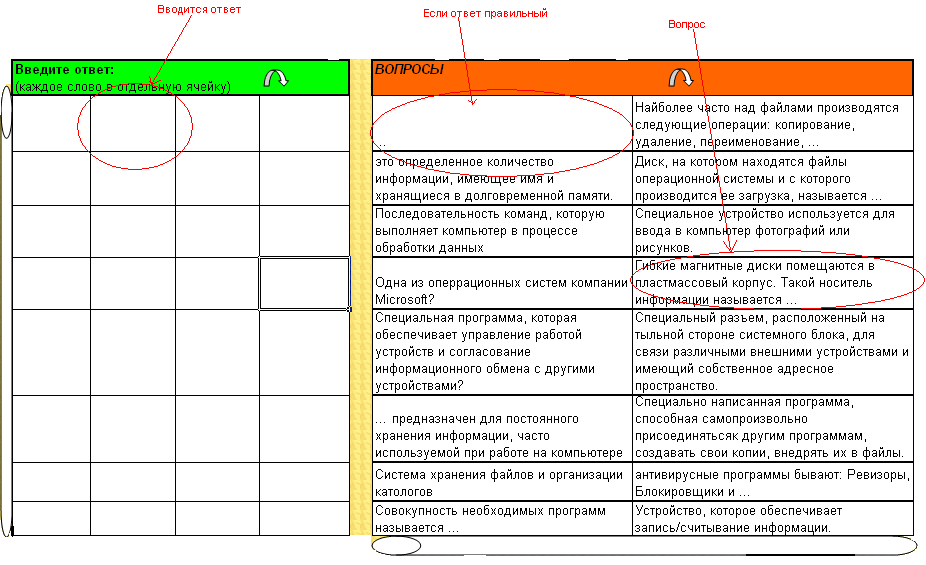 Вводится ответ
Если ответ правильный
Вопрос
Введите ответ:
(каждое слово в отдельную ячейку)
ВОПРОСЫ
..
Наиболее часто над файлами производятся
следующие операции: копирование,
удаление, переименование, ...
это определенное количество
информации, имеющее имя и
хранящиеся в долговременной памяти.
Диск, на котором находятся файлы
операционной системы и с которого
производится ее загрузка, называется ...
Последовательность команд, которую
выполняет компьютер в процессе
обработки данных
Специальное устройство используется для
ввода в компьютер фотографий или
рисунков.
Одна из оперрационных систем компании
Microsoft?
Гибкие магнитные диски помещаются в
пластмассовый корпус. Такой носитель
информации называется ...
Специальная программа, которая
обеспечивает управление работой
устройств и согласование
информационного обмена с другими
устройствами?
Специальный разъем, расположенный на
тыльной стороне системного блока, для
связи различными внешними устройствами и
имеющий собственное адресное
пространство.
... предназначен для постоянного
хранения информации, часто
используемой при работе на компьютере
Специально написанная программа,
способная самопроизвольно
присоединятьсяк другим программам,
создавать свои копии, внедрять их в файлы.
Система хранения файлов и организации
катологов
антивирусные программы бывают: Ревизоры,
Блокировщики и ...
Совокупность необходимых программ
называется ...
Устройство, которое обеспечивает
запись/считывание информации.